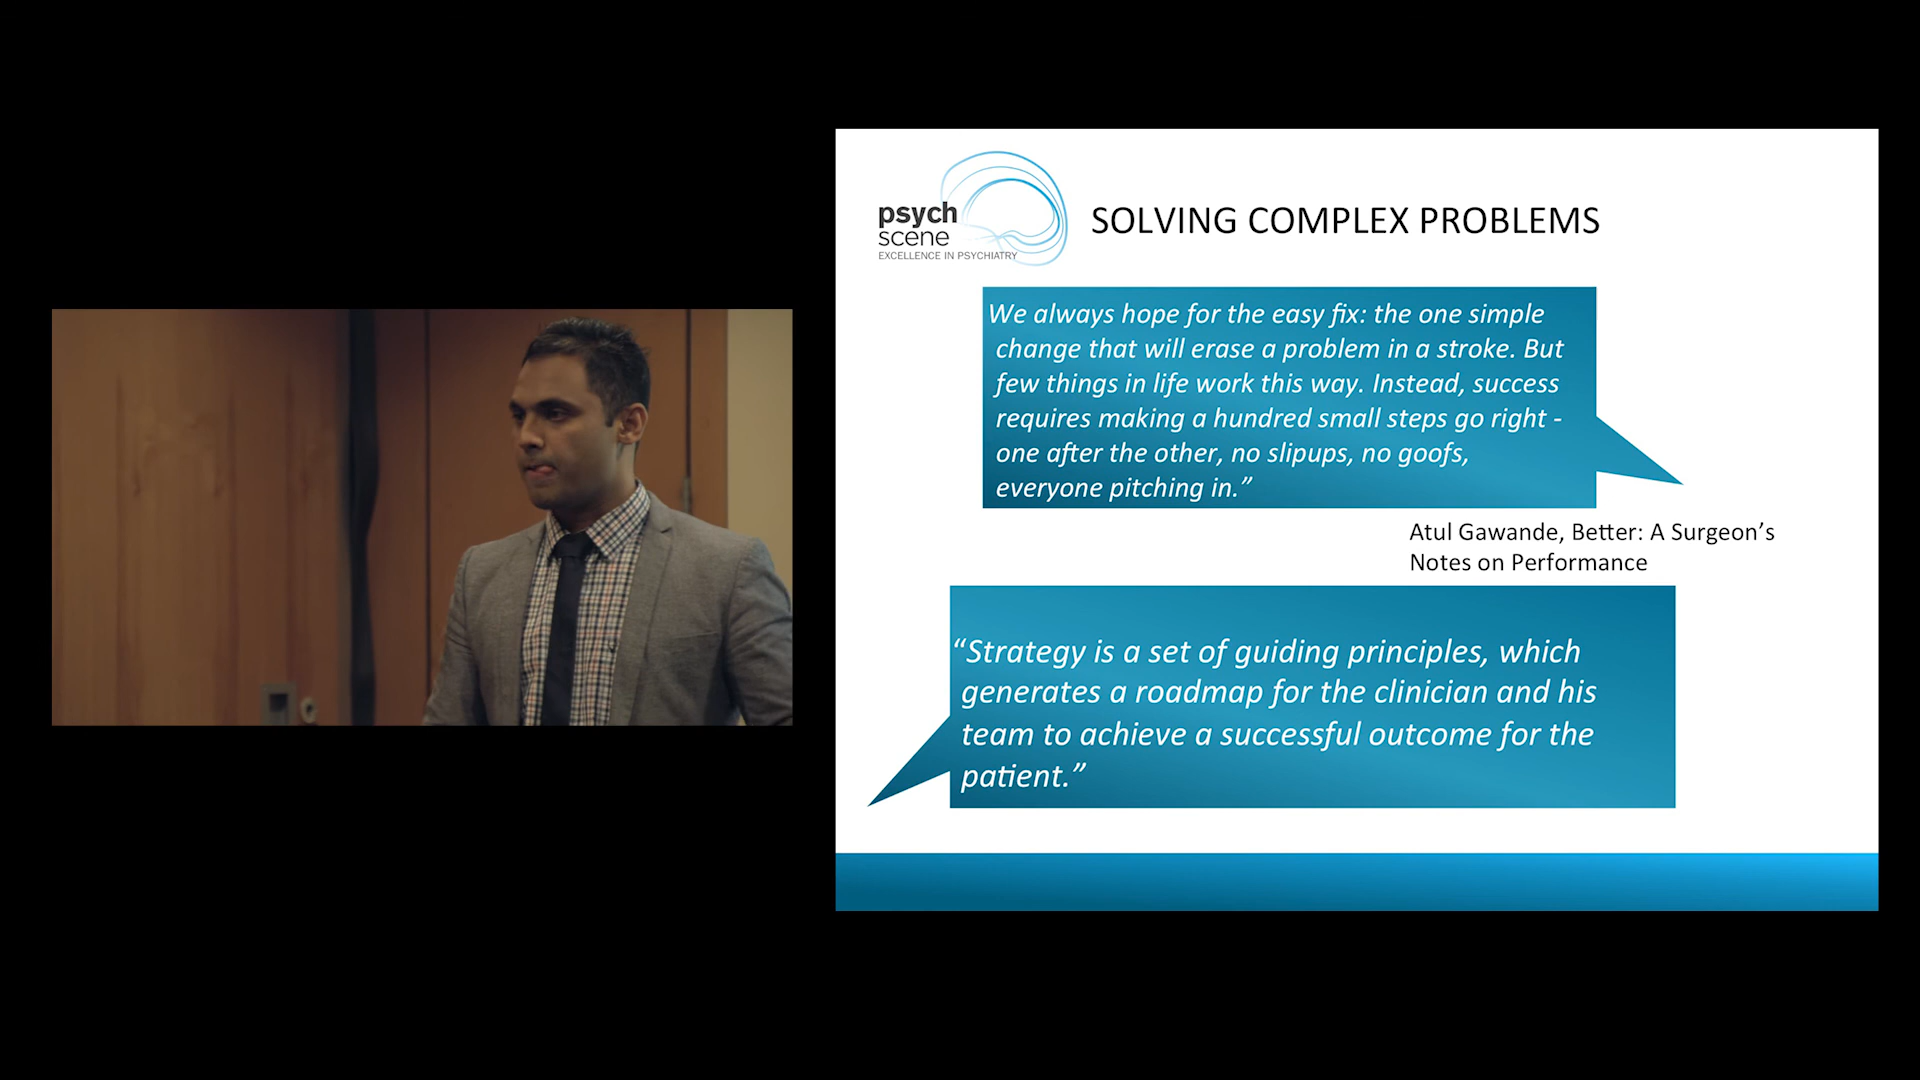 psych
scene
EXCELLENCE IN PSYCHIATRY
SOLVING COMPLEX PROBLEMS
We always hope for the easy fix: the one simple
change that will erase a problem in a stroke. But
few things in life work this way. Instead, success
requires making a hundred small steps go right -
one after the other, no slipups, no goofs,
everyone pitching in.”
Atul Gawande, Better: A Surgeon’s
Notes on Performance
“Strategy is a set of guiding principles, which
generates a roadmap for the clinician and his
team to achieve a successful outcome for the
patient.”